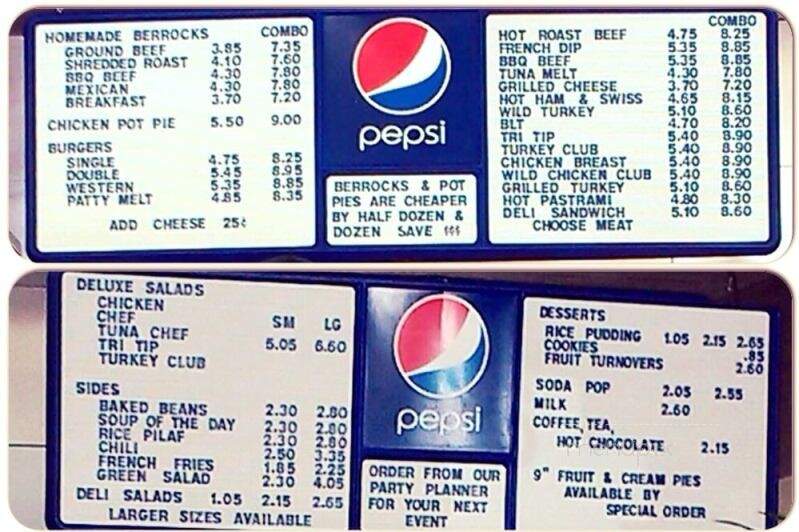 COMBO
HOMEMADE BERROCKS
GROUND BEEF 3.85 7.35
SHREDDED ROAST 4.10 7.60
BBQ BEEF 4.30 7.80
MEXICAN 4.30 7.80
BREAKFAST 3.70 7.20
CHICKEN POT PIE 5.50 9.00
BURGERS
SINGLE 4.75 8.25
DOUBLE 5.45 8.95
WESTERN 5.35 8.85
PATTY MELT 4.85 8.35
ADD CHEESE 25¢
pepsi
BERROCKS & POT
PIES ARE CHEAPER
BY HALF DOZEN &
DOZEN SAVE
COMBO
HOT ROAST BEEF 4.75 8.25
FRENCH DIP 5.35 8.85
BBQ BEEF 5.35 8.85
TUNA MELT 4.30 7.80
GRILLED CHEESE 3.70 7.20
HOT HAM & SWISS 4.65 8.15
WILD TURKEY 5.10 8.60
BLT 4.70 8.20
TRI TIP 5.40 8.90
TURKEY CLUB 5.40 8.90
CHICKEN BREAST 5.40 8.90
WILD CHICKEN CLUB 5.40 8.90
GRILLED TURKEY 5.10 8.60
HOT PASTRAMI 4.80 8.30
DELI SANDWICH 5.10 8.60
CHOOSE MEAT
DELUXE SALADS
CHICKEN
CHEF SM LG
TUNA CHEF 5.05 6.60
TRI TIP
TURKEY CLUB
SIDES
BAKED BEANS 2.30 2.80
SOUP OF THE DAY 2.30 2.80
RICE PILAF 2.30 2.80
CHILI 2.50 3.35
FRENCH FRIES 1.85 2.25
GREEN SALAD 2.30 4.05
DELI SALADS 1.05 2.15 2.65
LARGER SIZES AVAILABLE
pepsi
ORDER FROM OUR
PARTY PLANNER
FOR YOUR NEXT
EVENT
DESSERTS
RICE PUDDING 1.05 2.15 2.65
COOKIES .85
FRUIT TURNOVERS 2.60
SODA POP 2.05 2.55
MILK 2.60
COFFEE, TEA,
HOT CHOCOLATE 2.15
9" FRUIT & CREAM PIES
AVAILABLE BY
SPECIAL ORDER